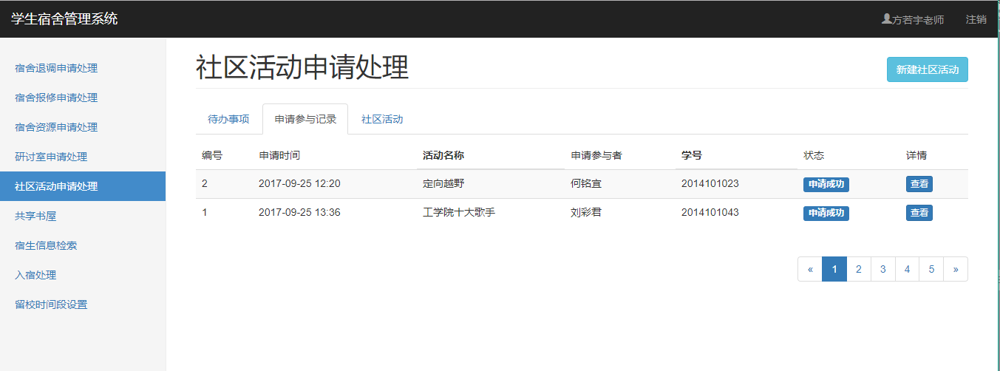 学生宿舍管理系统 方若宇老师 注销
宿舍退调申请处理
宿舍报修申请处理
宿舍资源申请处理
研讨室申请处理
社区活动申请处理
共享书屋
宿生信息检索
入宿处理
留校时间段设置
社区活动申请处理 新建社区活动
待办事项 申请参与记录 社区活动
编号 申请时间 活动名称 申请参与者 学号 状态 详情
2 2017-09-25 12:20 定向越野 何铭宜 2014101023 申请成功 查看
1 2017-09-25 13:36 工学院十大歌手 刘彩君 2014101043 申请成功 查看
« 1 2 3 4 5 »